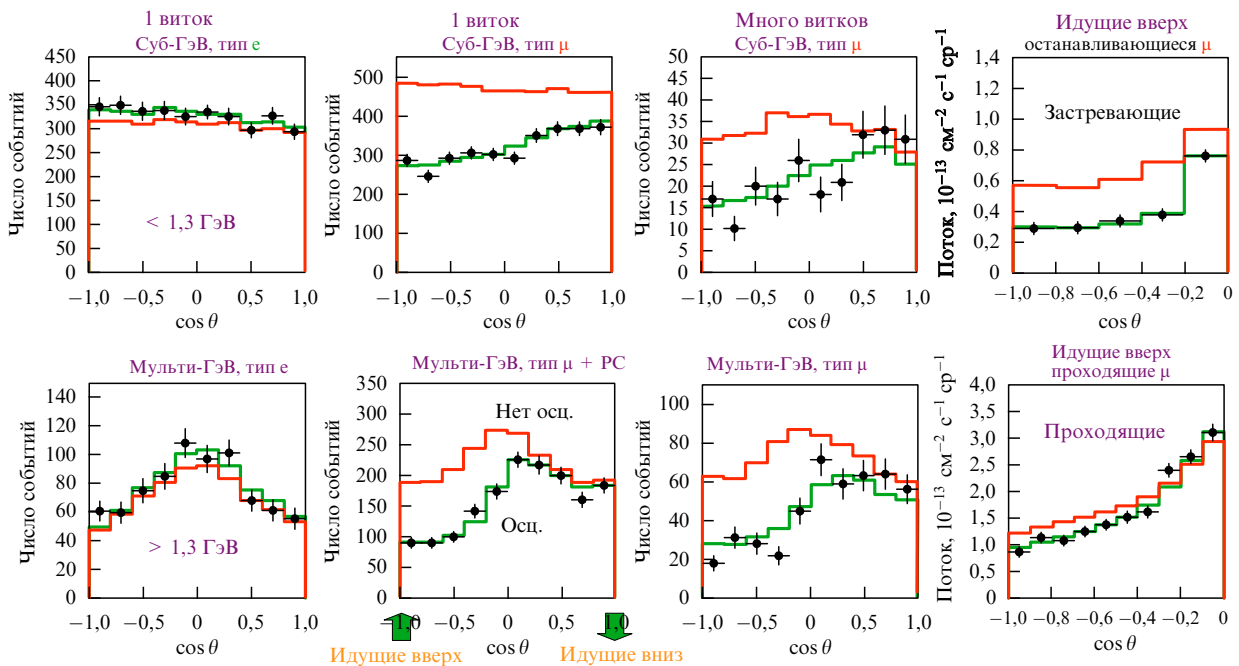 1 виток
Суб-ГэВ, тип e
Число событий
450
400
350
300
250
200
150
100
50
0
< 1,3 ГэВ
−1,0 −0,5 0 0,5 1,0
cos θ
1 виток
Суб-ГэВ, тип μ
Число событий
500
400
300
200
100
0
−1,0 −0,5 0 0,5 1,0
cos θ
Много витков
Суб-ГэВ, тип μ
Число событий
50
45
40
35
30
25
20
15
10
5
0
−1,0 −0,5 0 0,5 1,0
cos θ
Идущие вверх
останавливающиеся μ
Поток, 10−13 см−2 с−1 ср−1
1,4
1,2
1,0
0,8
0,6
0,4
0,2
0
Застревающие
−1,0 −0,8 −0,6 −0,4 −0,2 0
cos θ
Мульти-ГэВ, тип e
Число событий
140
120
100
80
60
40
20
0
> 1,3 ГэВ
−1,0 −0,5 0 0,5 1,0
cos θ
Мульти-ГэВ, тип μ + PC
Число событий
350
300
250
200
150
100
50
0
Нет осц.
Осц.
−1,0 −0,5 0 0,5 1,0
cos θ
Идущие вверх
Идущие вниз
Мульти-ГэВ, тип μ
Число событий
100
80
60
40
20
0
−1,0 −0,5 0 0,5 1,0
cos θ
Идущие вверх
проходящие μ
Поток, 10−13 см−2 с−1 ср−1
4,0
3,5
3,0
2,5
2,0
1,5
1,0
0,5
0
Проходящие
−1,0 −0,8 −0,6 −0,4 −0,2 0
cos θ